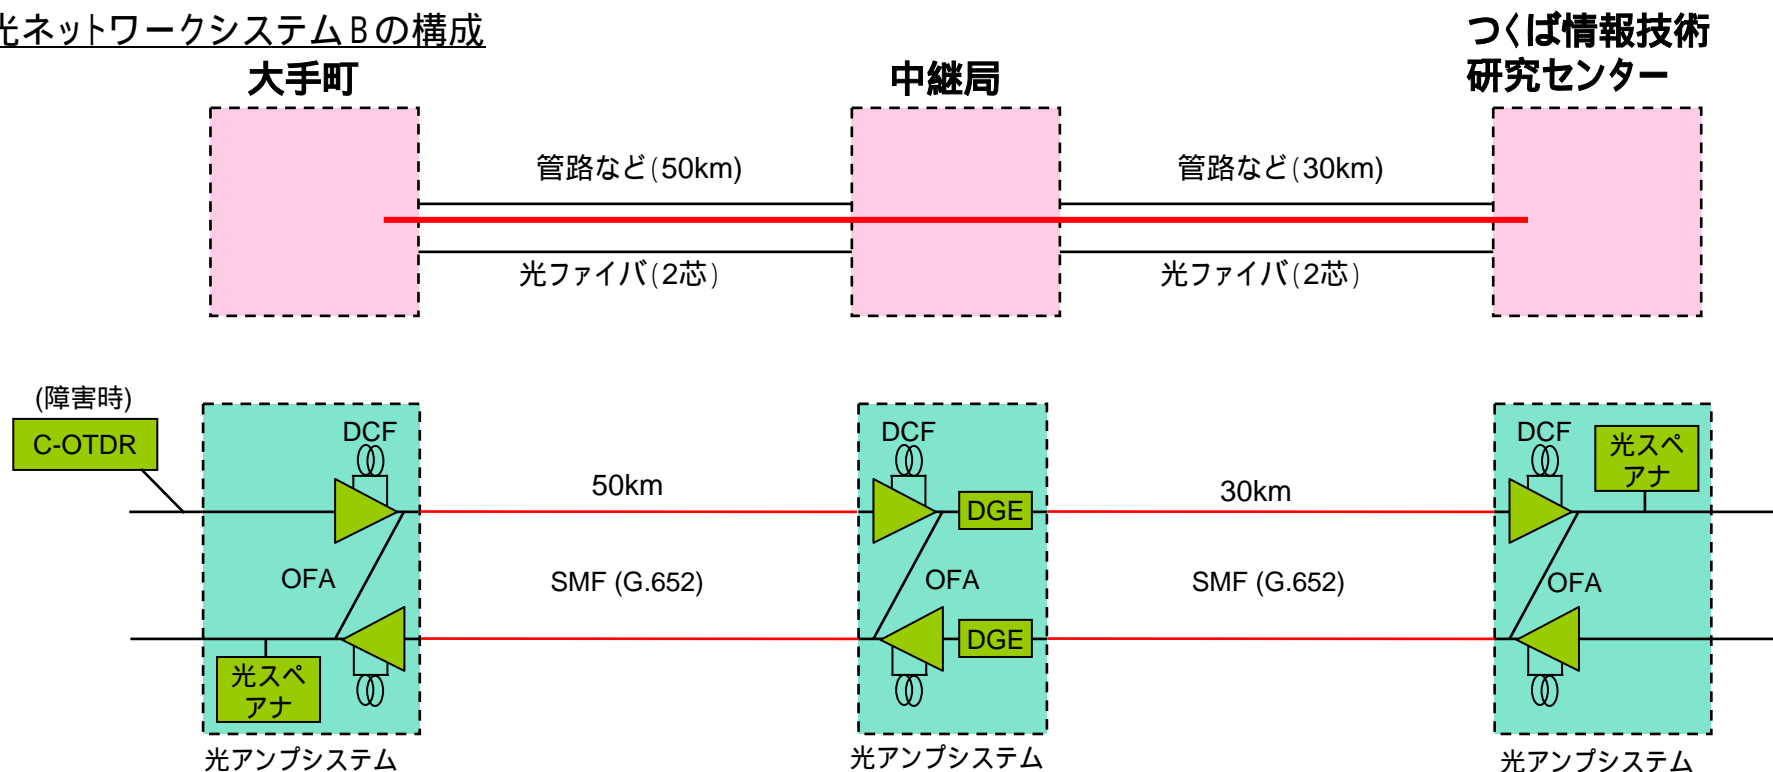 光ネットワークシステムBの構成
大手町
中継局
つくば情報技術
研究センター
管路など(50km)
管路など(30km)
光ファイバ(2芯)
光ファイバ(2芯)
(障害時)
C-OTDR
DCF
DCF
DCF
光スペ
アナ
50km
30km
DGE
OFA
SMF (G.652)
OFA
SMF (G.652)
OFA
DGE
光スペ
アナ
光アンプシステム
光アンプシステム
光アンプシステム